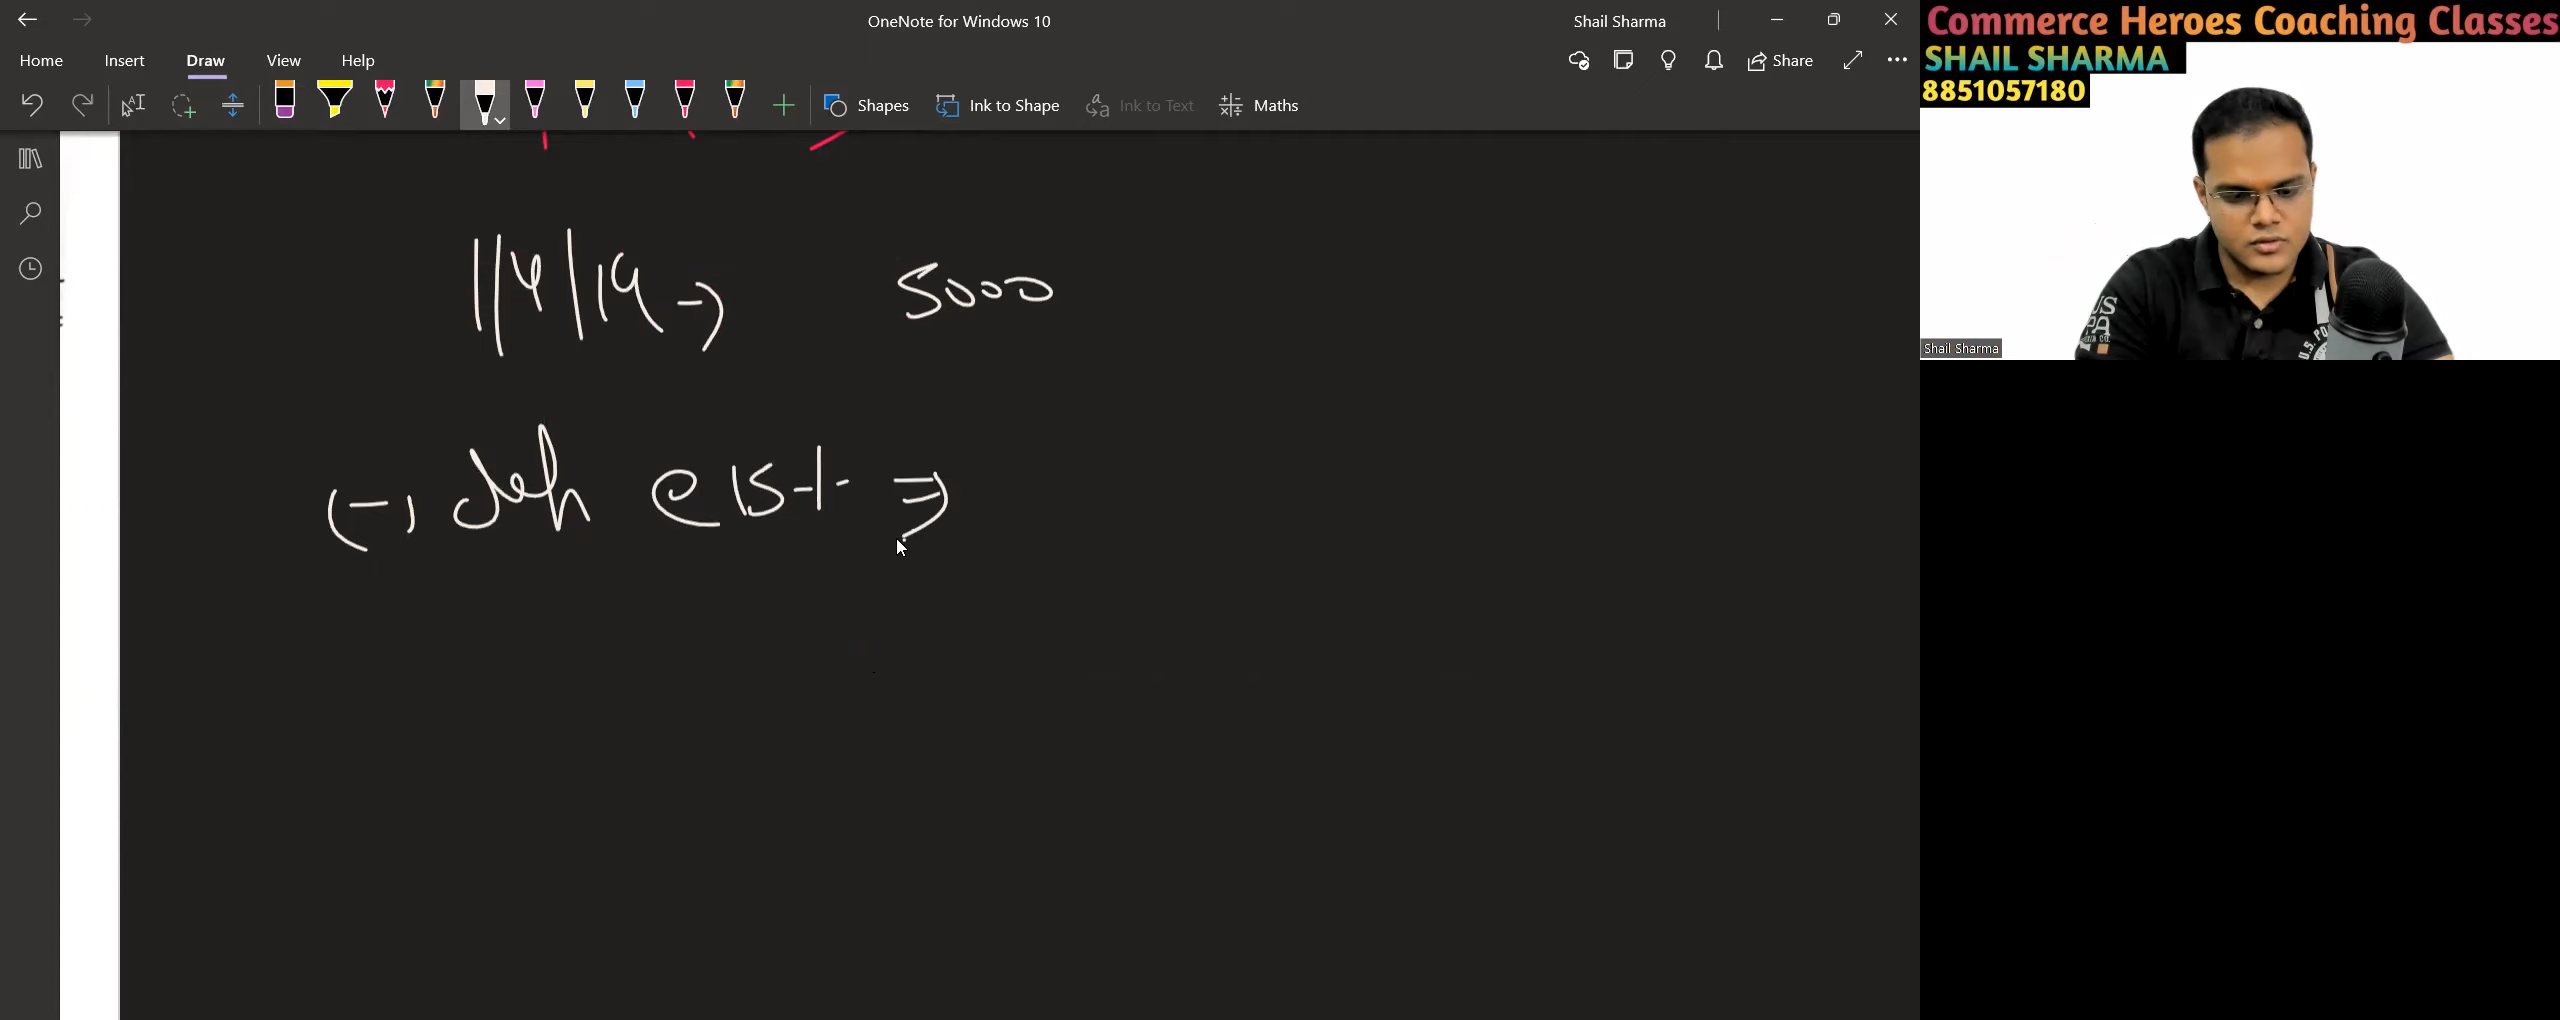 OneNote for Windows 10
Shail Sharma
Home Insert Draw View Help
Share
Shapes Ink to Shape Ink to Text Maths
Commerce Heroes Coaching Classes
SHAIL SHARMA
8851057180
Shail Sharma
1/4/19 → 5000
(-) @ 15% ⇒